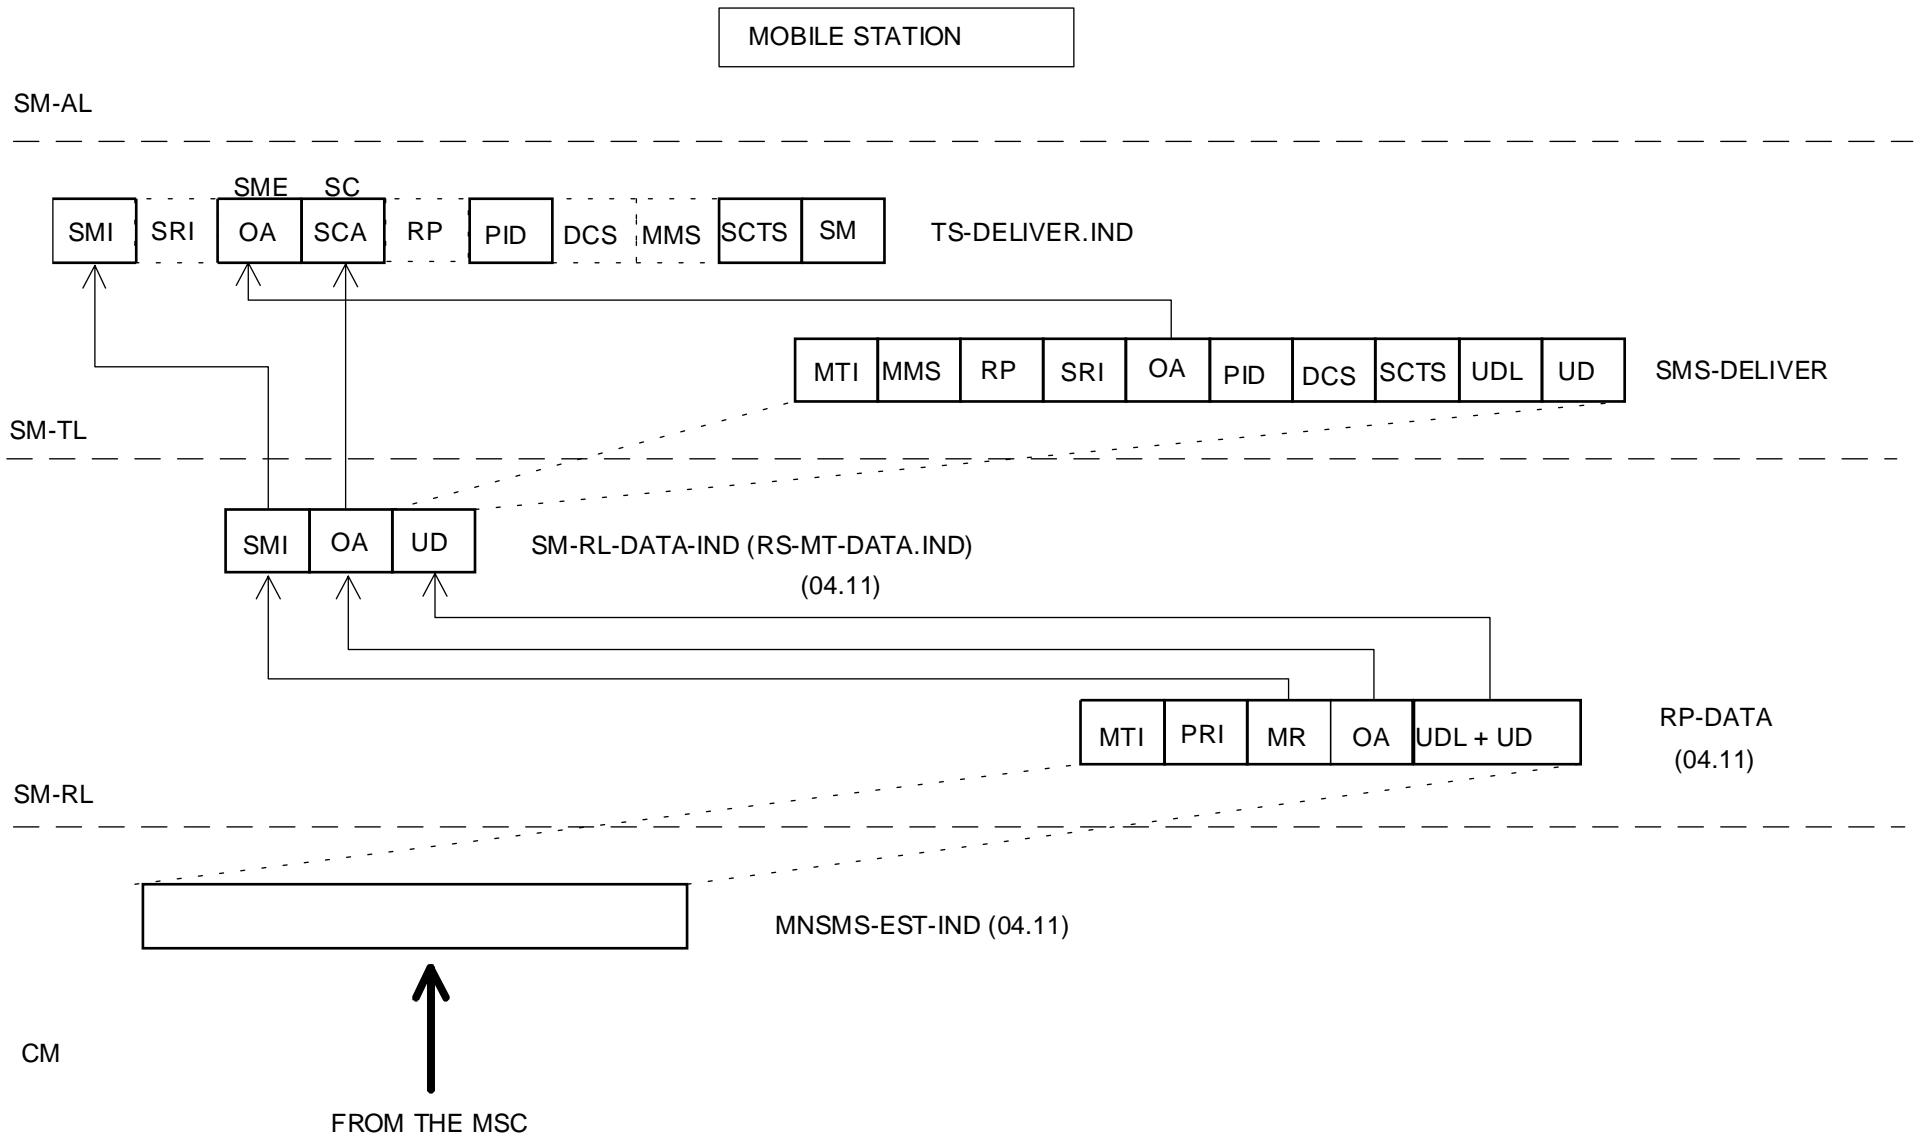 MOBILE STATION
SM-AL
SME SC
SMI SRI OA SCA RP PID DCS MMS SCTS SM TS-DELIVER.IND
MTI MMS RP SRI OA PID DCS SCTS UDL UD SMS-DELIVER
SM-TL
SMI OA UD SM-RL-DATA-IND (RS-MT-DATA.IND)
(04.11)
MTI PRI MR OA UDL + UD RP-DATA
(04.11)
SM-RL
MNSMS-EST-IND (04.11)
CM
FROM THE MSC